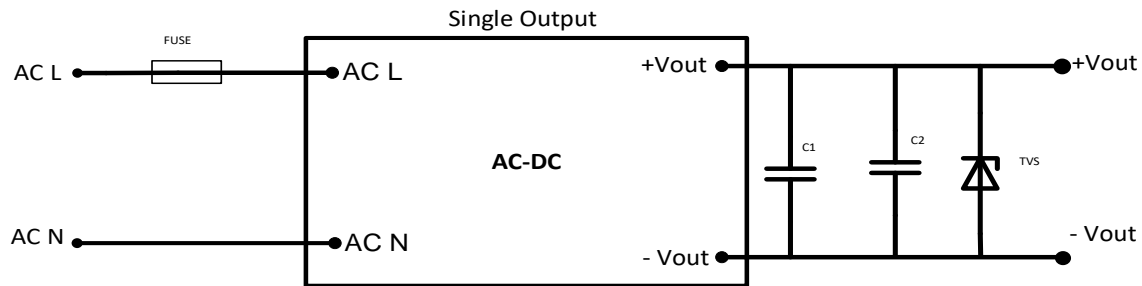 Single Output
FUSE
AC L
AC L
+Vout
+Vout
C1
C2
AC-DC
TVS
AC N
AC N
- Vout
- Vout